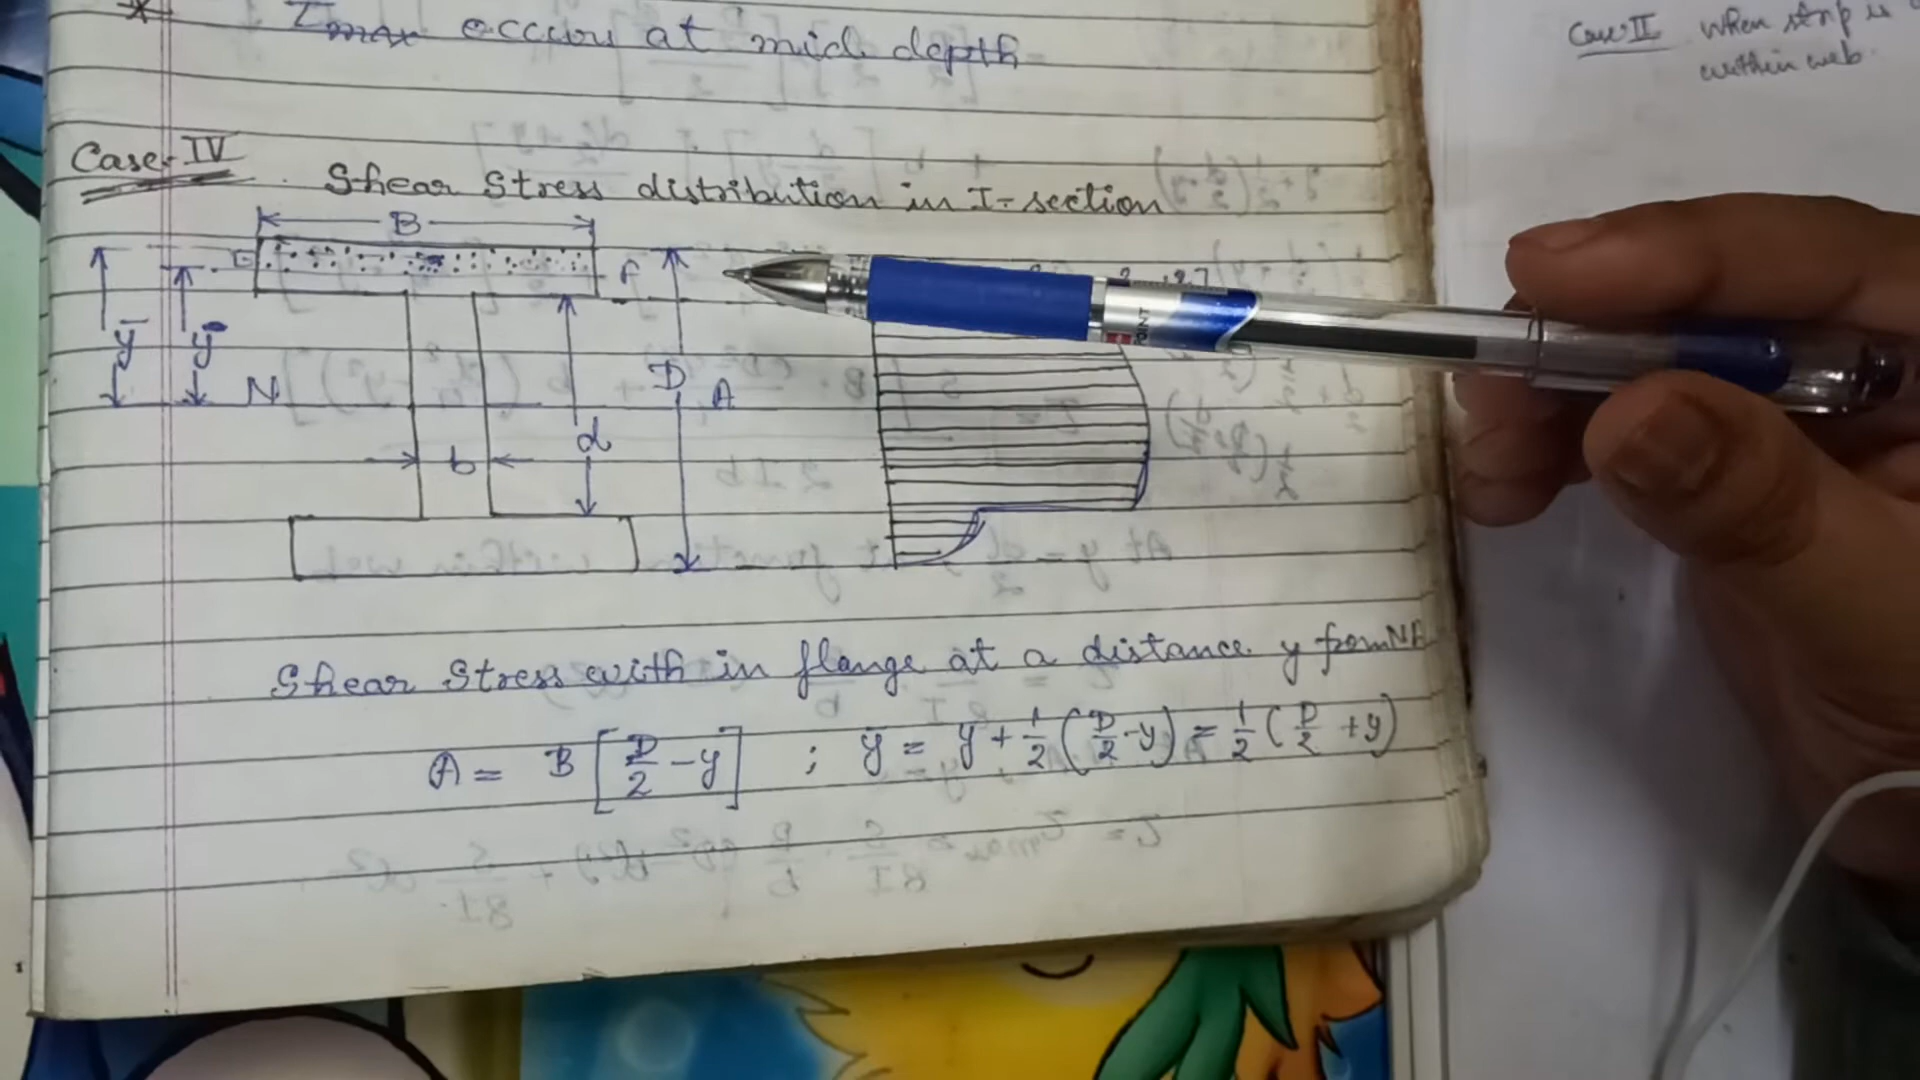 * τmax occurs at mid depth
Case II When strip is
within web.
Case-IV
Shear Stress distribution in I-section
B
E
F
ȳ
y
N
D
A
d
b
POINT
Shear Stress with in flange at a distance y from NA
A = B [D/2 - y] ; ȳ = y + 1/2 (D/2 - y) = 1/2 (D/2 + y)